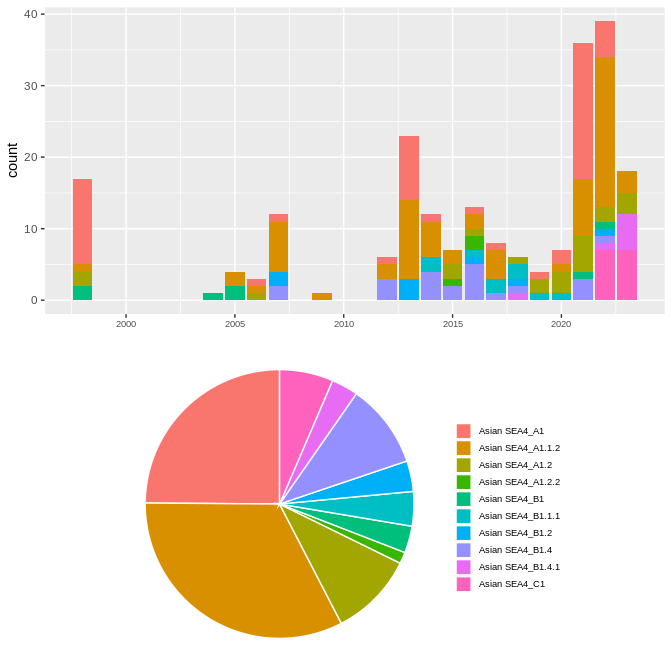 40
30
20
10
0
count
2000 2005 2010 2015 2020
Asian SEA4_A1
Asian SEA4_A1.1.2
Asian SEA4_A1.2
Asian SEA4_A1.2.2
Asian SEA4_B1
Asian SEA4_B1.1.1
Asian SEA4_B1.2
Asian SEA4_B1.4
Asian SEA4_B1.4.1
Asian SEA4_C1